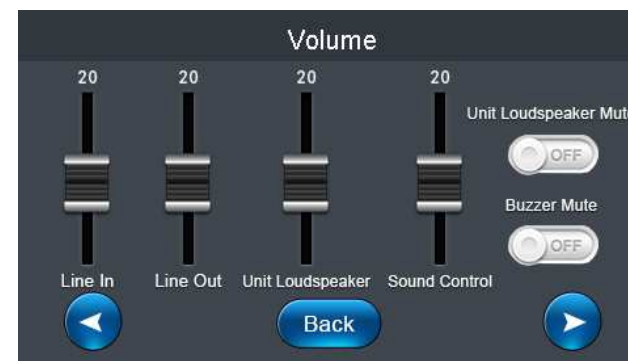 Volume
20 20 20 20
Unit Loudspeaker Mute
OFF
Buzzer Mute
OFF
Line In Line Out Unit Loudspeaker Sound Control
Back